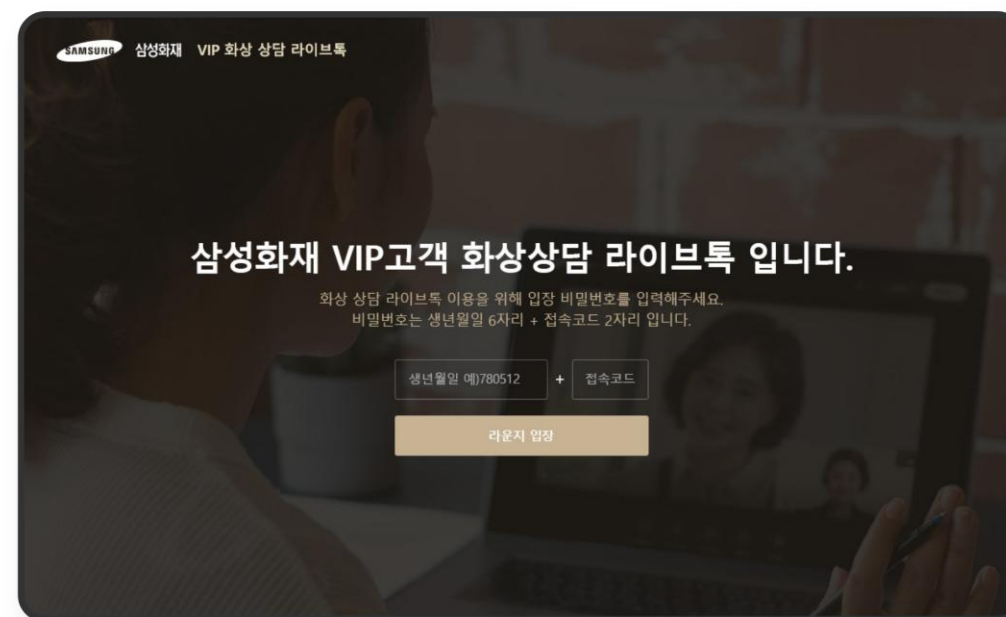 SAMSUNG 삼성화재 VIP 화상 상담 라이브톡
삼성화재 VIP고객 화상상담 라이브톡 입니다.
화상 상담 라이브톡 이용을 위해 입장 비밀번호를 입력해주세요.
비밀번호는 생년월일 6자리 + 접속코드 2자리 입니다.
생년월일 예)780512 + 접속코드
라운지 입장